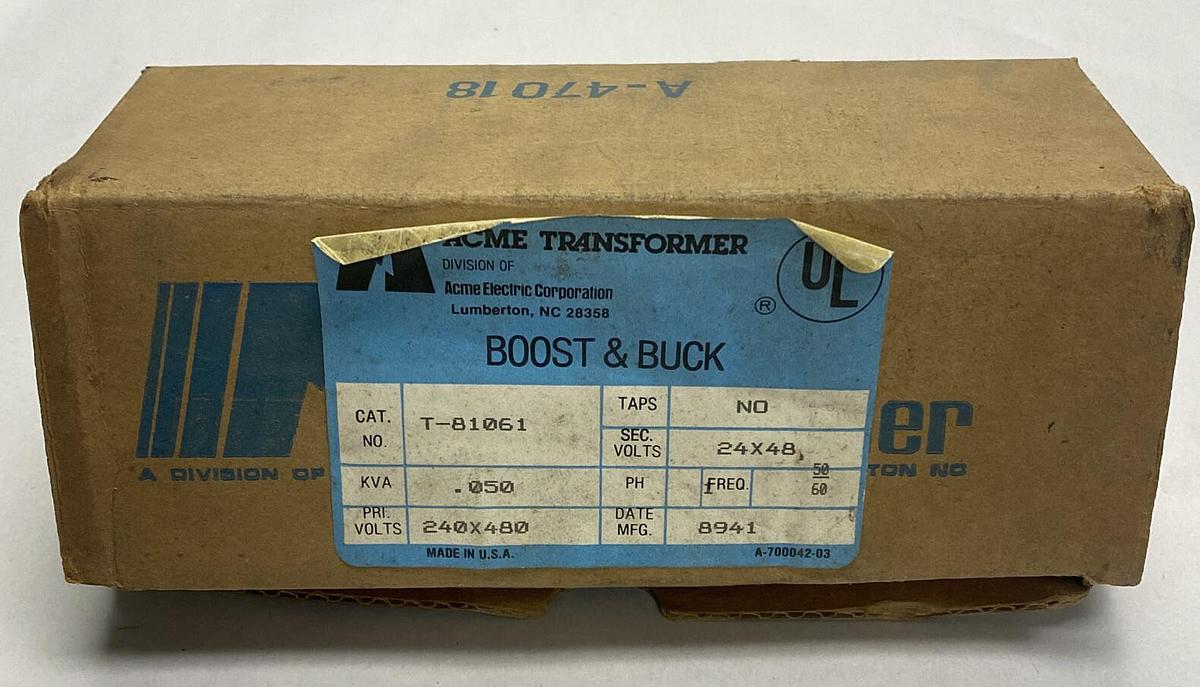 A-47018
ACME TRANSFORMER
DIVISION OF
Acme Electric Corporation
Lumberton, NC 28358
® UL
BOOST & BUCK
CAT. NO. T-81061
TAPS NO
SEC. VOLTS 24X48
KVA .050
PH 1 FREQ. 50 60
PRI. VOLTS 240X480
DATE MFG. 8941
MADE IN U.S.A. A-700042-03
er
A DIVISION OF
TON NC